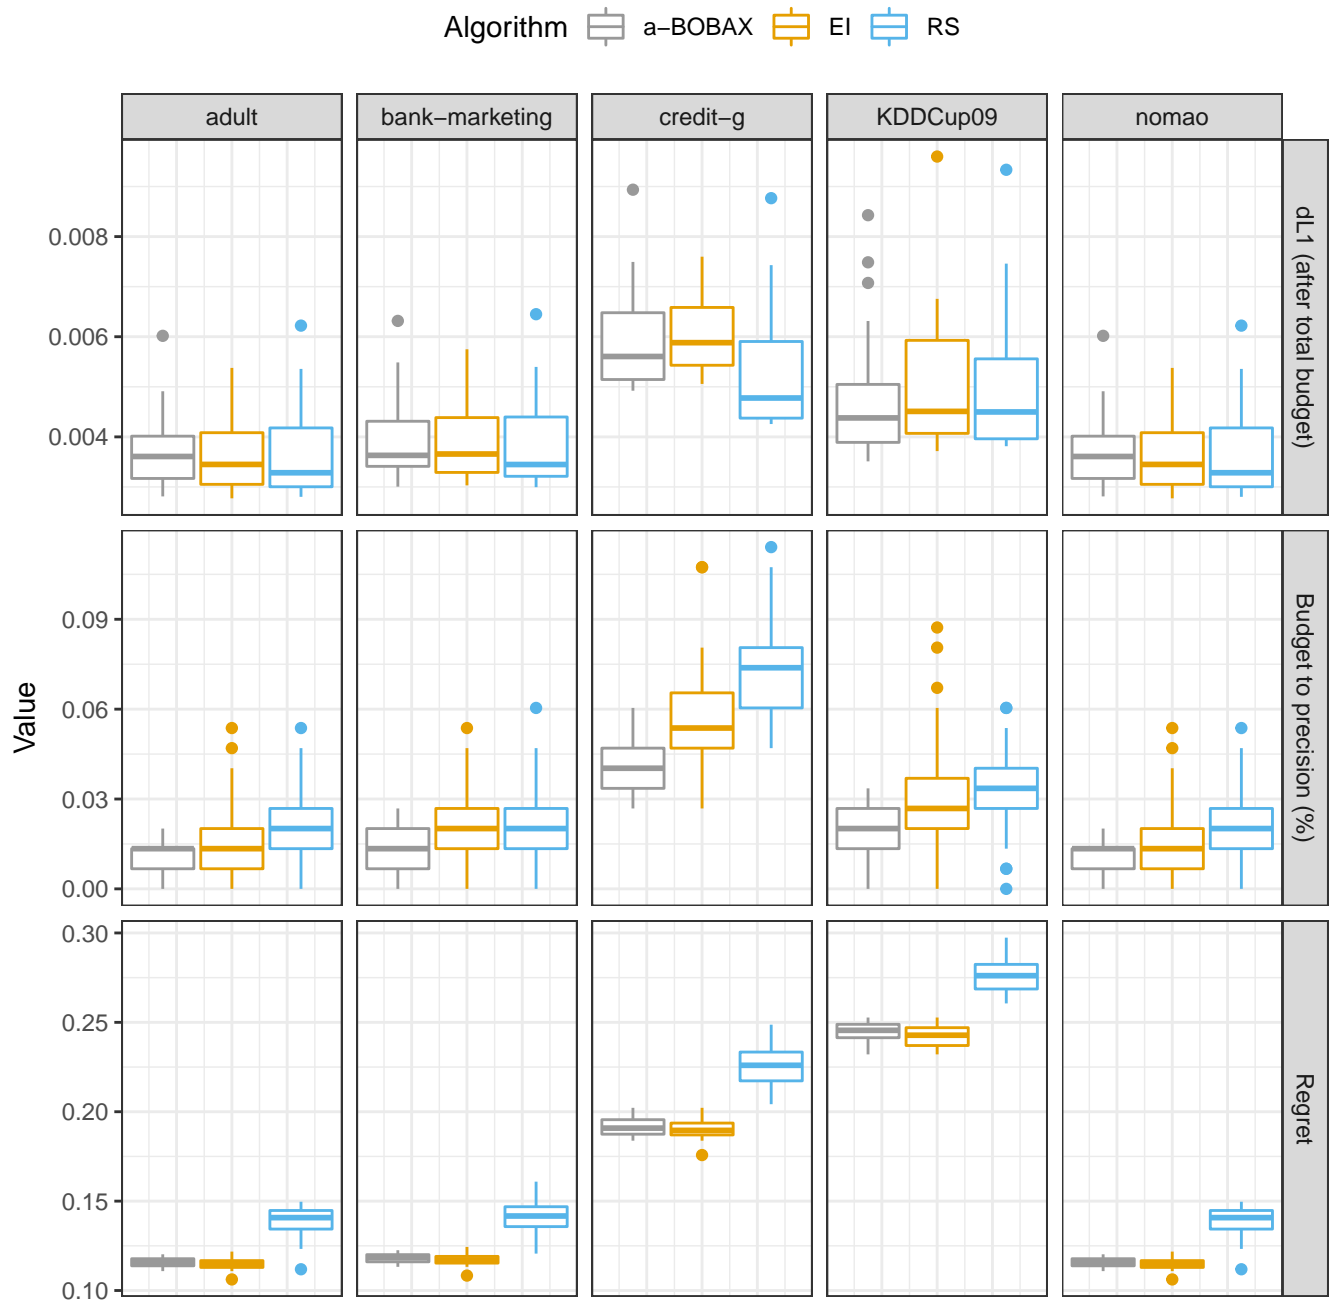 Algorithm a−BOBAX EI RS
adult bank−marketing credit−g KDDCup09 nomao
0.008
0.006
0.004
dL1 (after total budget)
0.09
0.06
0.03
0.00
Budget to precision (%)
Value
0.30
0.25
0.20
0.15
0.10
Regret